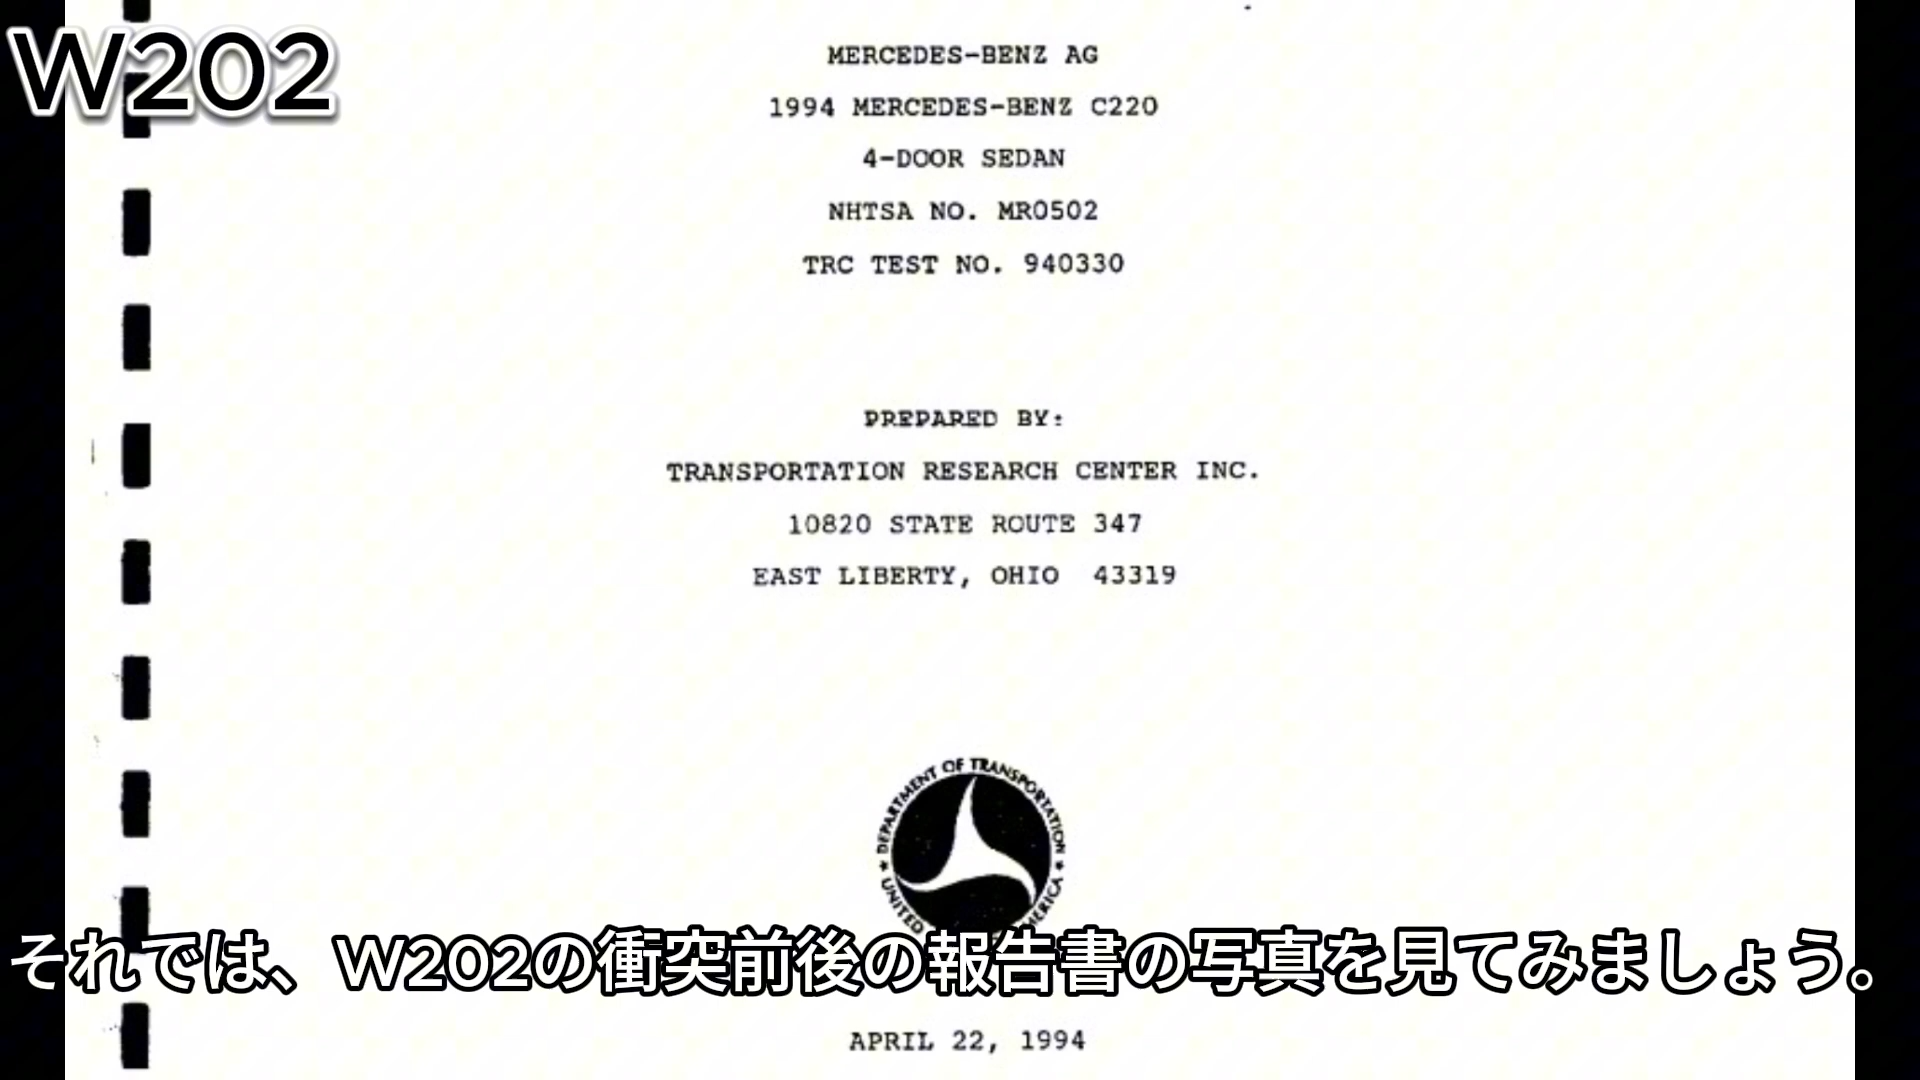 W202
MERCEDES-BENZ AG
1994 MERCEDES-BENZ C220
4-DOOR SEDAN
NHTSA NO. MR0502
TRC TEST NO. 940330
PREPARED BY:
TRANSPORTATION RESEARCH CENTER INC.
10820 STATE ROUTE 347
EAST LIBERTY, OHIO 43319
DEPARTMENT OF TRANSPORTATION
UNITED
AMERICA
それでは、W202の衝突前後の報告書の写真を見てみましょう。
APRIL 22, 1994